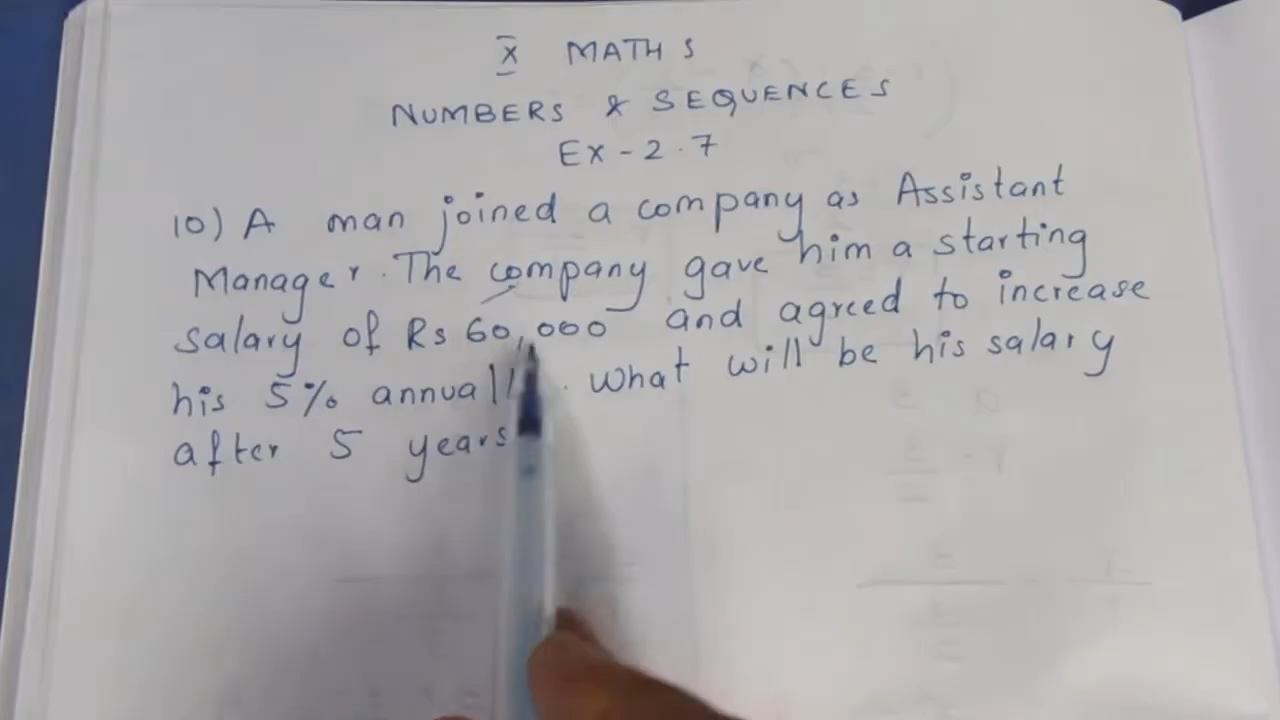 X MATHS
NUMBERS & SEQUENCES
Ex - 2.7
10) A man joined a company as Assistant
Manager. The company gave him a starting
salary of Rs 60,000 and agreed to increase
his 5% . What will be his salary
after 5 years